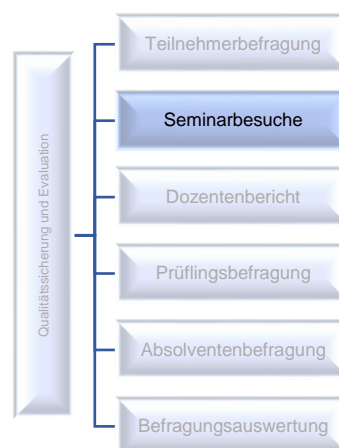 Qualitätssicherung und Evaluation
Teilnehmerbefragung
Seminarbesuche
Dozentenbericht
Prüflingsbefragung
Absolventenbefragung
Befragungsauswertung